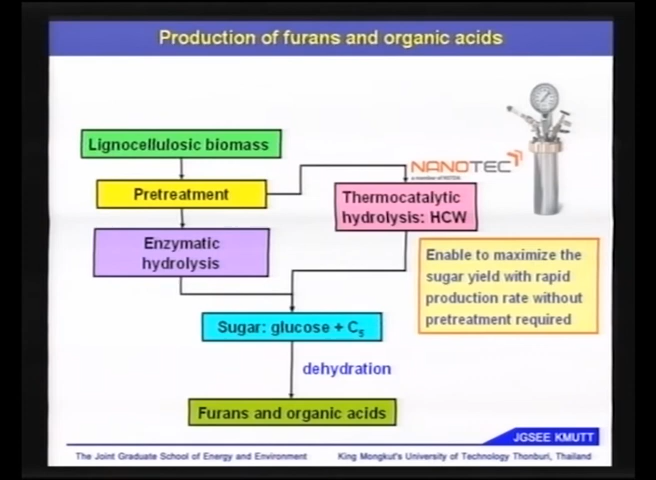 Production of furans and organic acids
Lignocellulosic biomass
Pretreatment
NANOTEC
a member of NSTDA
Thermocatalytic
hydrolysis: HCW
Enzymatic
hydrolysis
Enable to maximize the
sugar yield with rapid
production rate without
pretreatment required
Sugar: glucose + C5
dehydration
Furans and organic acids
JGSEE KMUTT
The Joint Graduate School of Energy and Environment
King Mongkut's University of Technology Thonburi, Thailand